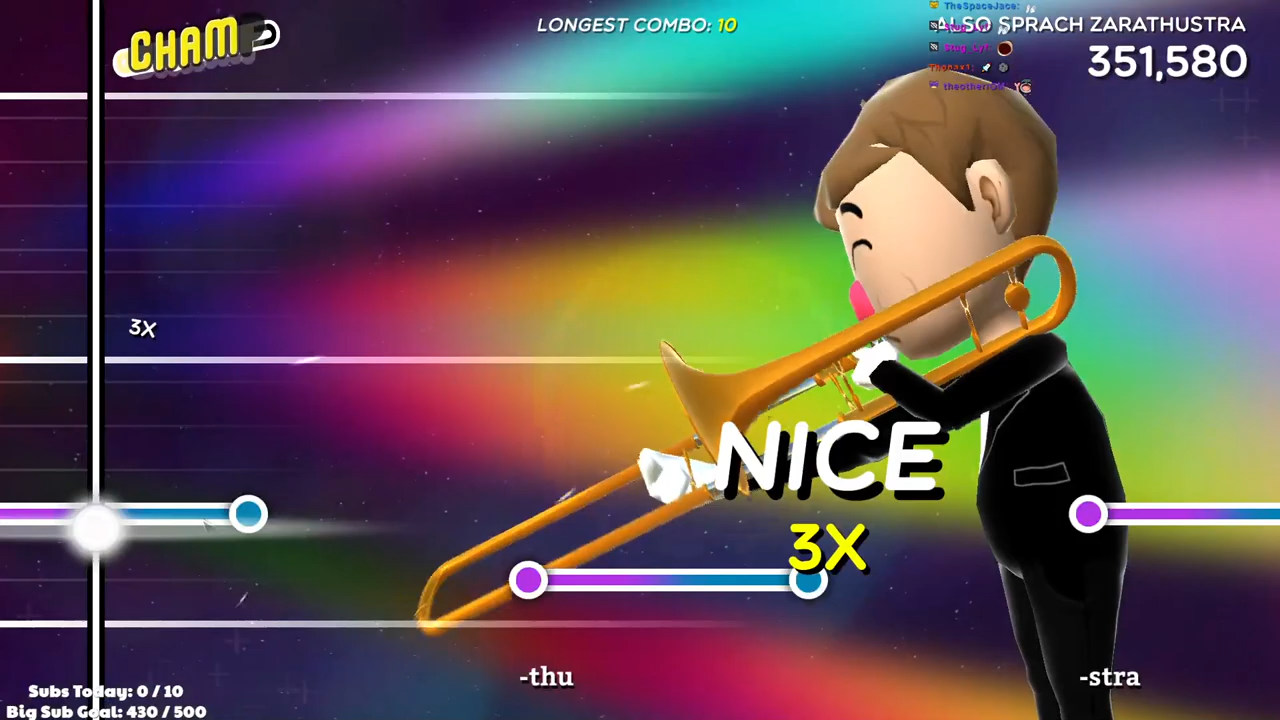 CHAMP
LONGEST COMBO: 10
ALSO SPRACH ZARATHUSTRA
351,580
TheSpaceJace:
Thenax1:
3X
NICE
3X
-thu
-stra
Subs Today: 0 / 10
Big Sub Goal: 430 / 500